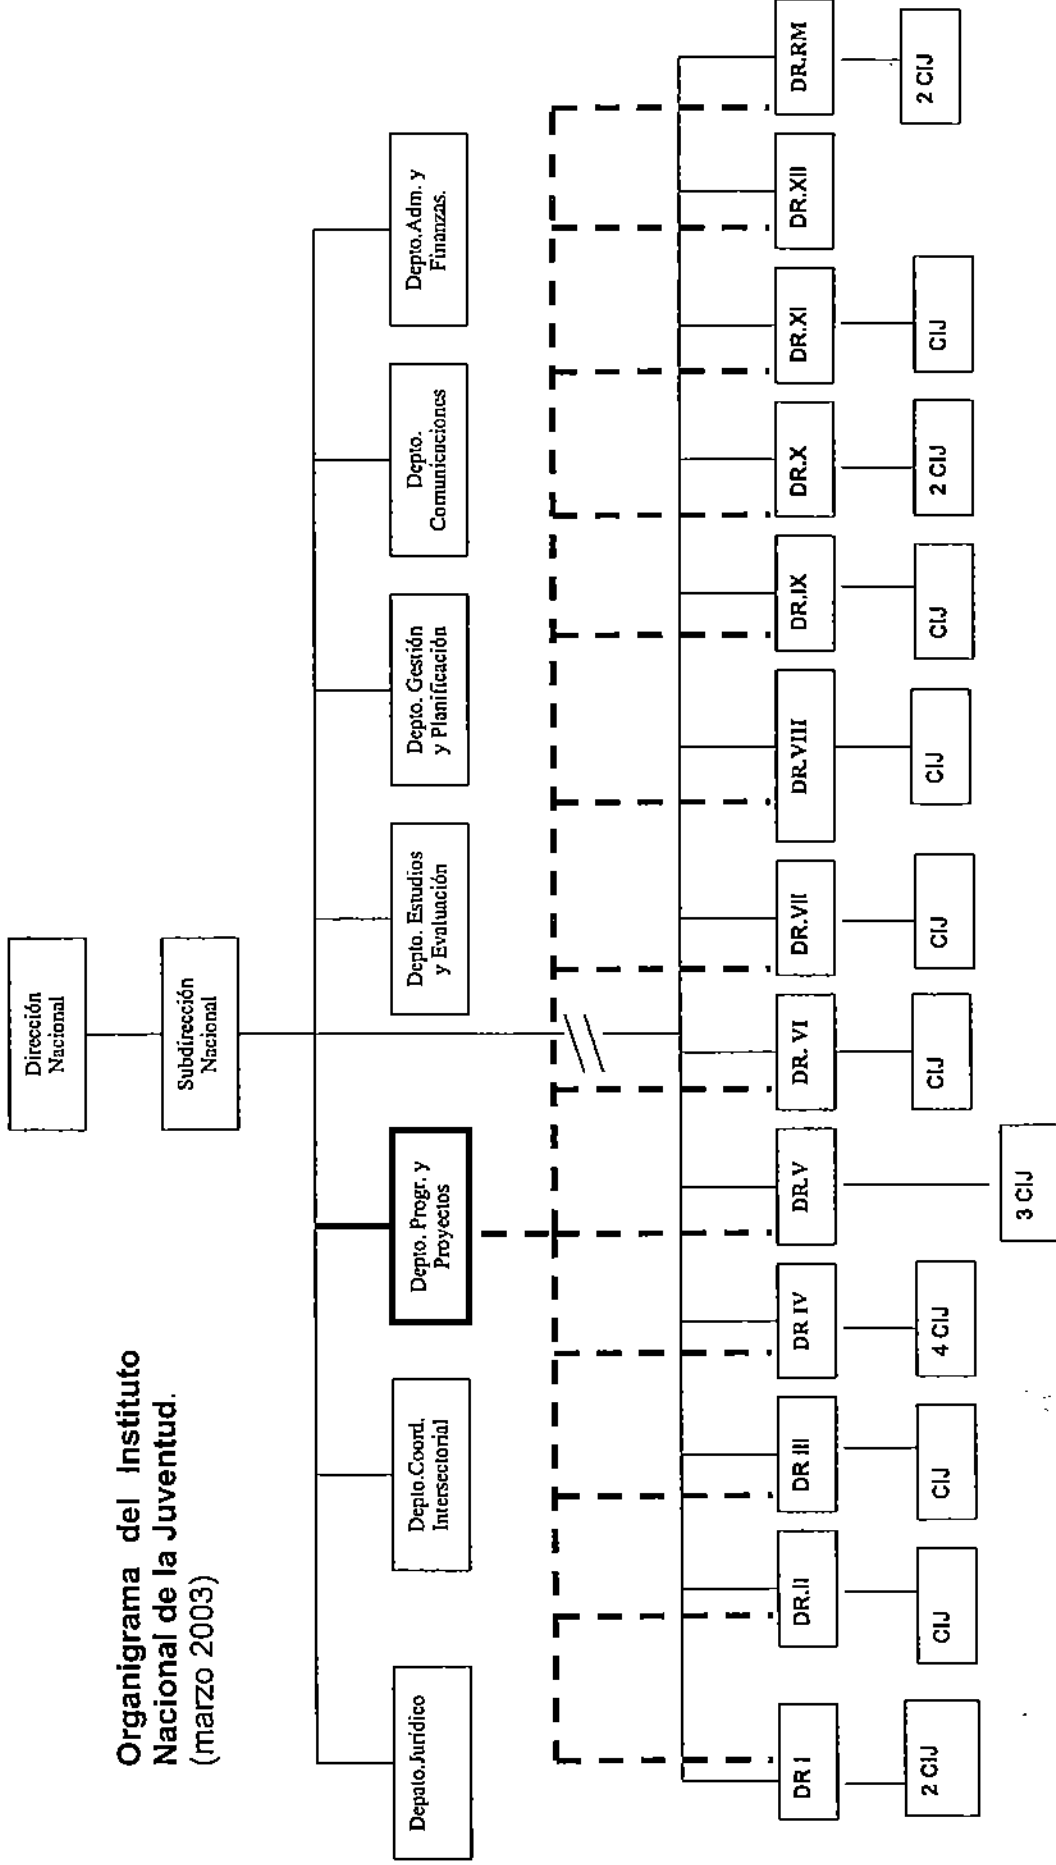 Organigrama del Instituto
Nacional de la Juventud.
(marzo 2003)
Dirección
Nacional
Subdirección
Nacional
Depato.Jurídico
Depto.Coord.
Intersectorial
Depto. Progr. y
Proyectos
Depto. Estudios
y Evaluación
Depto. Gestión
y Planificación
Depto.
Comunicaciones
Depto.Adm. y
Finanzas.
DR I
DR.II
DR III
DR IV
DR.V
DR. VI
DR.VII
DR.VIII
DR.IX
DR.X
DR.XI
DR.XII
DR.RM
2 CIJ
CIJ
CIJ
4 CIJ
3 CIJ
CIJ
CIJ
CIJ
CIJ
2 CIJ
CIJ
2 CIJ